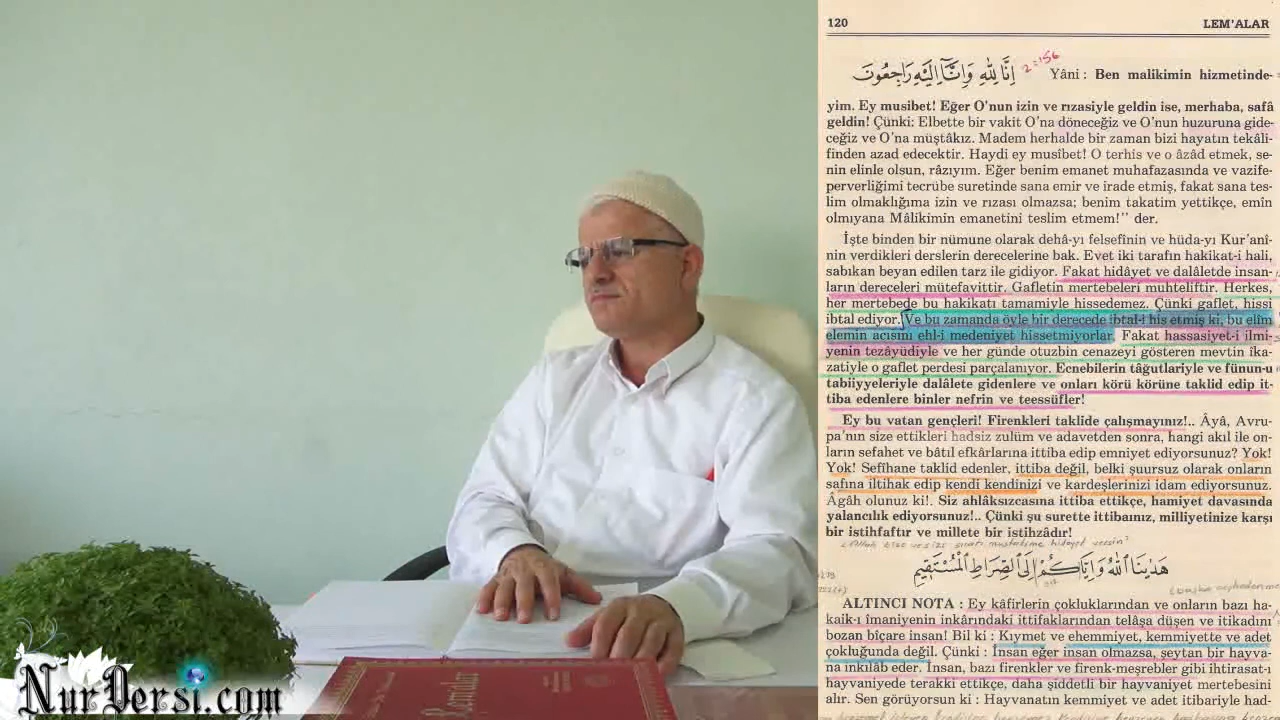 120 LEM'ALAR
اِنَّا لِلّٰهِ وَاِنَّٓا اِلَيْهِ رَاجِعُونَ 2:156 Yâni : Ben malikimin hizmetinde-
yim. Ey musibet! Eğer O'nun izin ve rızasiyle geldin ise, merhaba, safâ
geldin! Çünki: Elbette bir vakit O'na döneceğiz ve O'nun huzuruna gide-
ceğiz ve O'na müştâkız. Madem herhalde bir zaman bizi hayatın tekâli-
finden azad edecektir. Haydi ey musîbet! O terhis ve o âzâd etmek, se-
nin elinle olsun, râzıyım. Eğer benim emanet muhafazasında ve vazife-
perverliğimi tecrübe suretinde sana emir ve irade etmiş, fakat sana tes-
lim olmaklığıma izin ve rızası olmazsa; benim takatim yettikçe, emîn
olmıyana Mâlikimin emanetini teslim etmem!'' der.
İşte binden bir nümune olarak dehâ-yı felsefînin ve hüda-yı Kur'anî-
nin verdikleri derslerin derecelerine bak. Evet iki tarafın hakikat-i hali,
sabıkan beyan edilen tarz ile gidiyor. Fakat hidâyet ve dalâletde insan-
ların dereceleri mütefavittir. Gafletin mertebeleri muhteliftir. Herkes,
her mertebede bu hakikatı tamamiyle hissedemez. Çünki gaflet, hissi
ibtal ediyor. Ve bu zamanda öyle bir derecede ibtal-i his etmiş ki, bu elîm
elemin acısını ehl-i medeniyet hissetmiyorlar. Fakat hassasiyet-i ilmi-
yenin tezâyüdiyle ve her günde otuzbin cenazeyi gösteren mevtin îka-
zatiyle o gaflet perdesi parçalanıyor. Ecnebilerin tâgutlariyle ve fünun-u
tabiiyyeleriyle dalâlete gidenlere ve onları körü körüne taklid edip it-
tiba edenlere binler nefrin ve teessüfler!
Ey bu vatan gençleri! Firenkleri taklide çalışmayınız!.. Âyâ, Avru-
pa'nın size ettikleri hadsiz zulüm ve adavetden sonra, hangi akıl ile on-
ların sefahet ve bâtıl efkârlarına ittiba edip emniyet ediyorsunuz? Yok!
Yok! Sefîhane taklid edenler, ittiba değil, belki şuursuz olarak onların
safına iltihak edip kendi kendinizi ve kardeşlerinizi idam ediyorsunuz.
Âgâh olunuz ki!. Siz ahlâksızcasına ittiba ettikçe, hamiyet davasında
yalancılık ediyorsunuz!.. Çünki şu surette ittibaınız, milliyetinize karşı
bir istihfaftır ve millete bir istihzâdır!
هَدٰينَا اللّٰهُ وَاِيَّاكُمْ اِلَى الصِّرَاطِ الْمُسْتَقِيمِ
ALTINCI NOTA : Ey kâfirlerin çokluklarından ve onların bazı ha-
kaik-ı îmaniyenin inkârındaki ittifaklarından telâşa düşen ve itikadını
bozan bîçare insan! Bil ki : Kıymet ve ehemmiyet, kemmiyette ve adet
çokluğunda değil. Çünki : İnsan eğer insan olmazsa, şeytan bir hayva-
na inkılâb eder. İnsan, bazı firenkler ve firenk-meşrebler gibi ihtirasat-ı
hayvaniyede terakki ettikçe, daha şiddetli bir hayvaniyet mertebesini
alır. Sen görüyorsun ki : Hayvanatın kemmiyet ve adet itibariyle had-
NurDersi.com